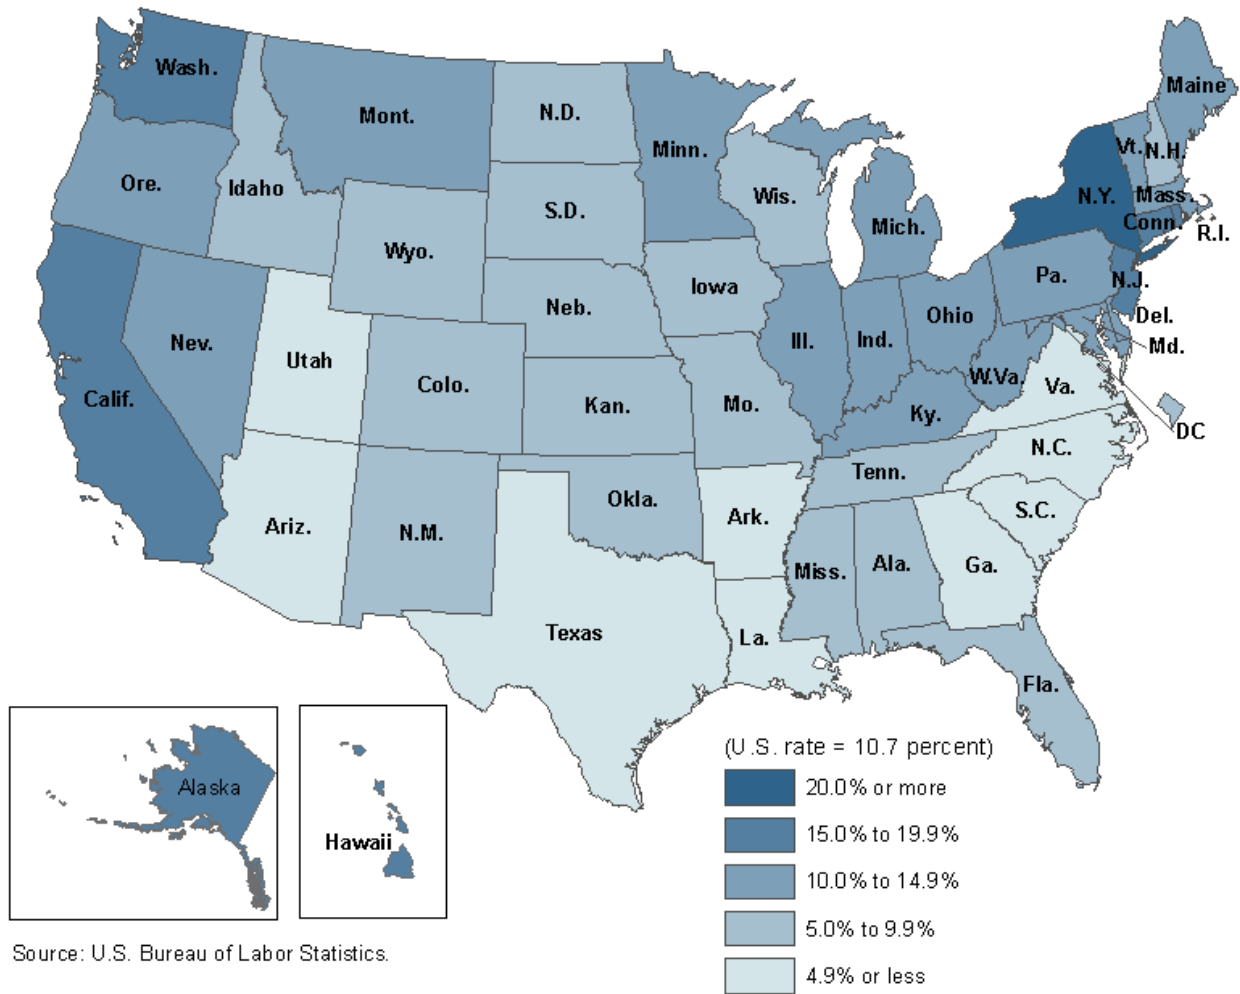 Wash.
Maine
Mont.
N.D.
Minn.
Vt.
N.H.
Ore.
Idaho
Wis.
N.Y.
Mass.
S.D.
Mich.
Conn.
R.I.
Wyo.
Iowa
Pa.
N.J.
Neb.
Ohio
Del.
Nev.
Utah
Ill.
Ind.
Md.
Colo.
W.Va.
Va.
Calif.
Kan.
Mo.
Ky.
DC
N.C.
Tenn.
Okla.
Ark.
S.C.
Ariz.
N.M.
Miss.
Ala.
Ga.
Texas
La.
Fla.
Alaska
Hawaii
(U.S. rate = 10.7 percent)
20.0% or more
15.0% to 19.9%
10.0% to 14.9%
5.0% to 9.9%
4.9% or less
Source: U.S. Bureau of Labor Statistics.